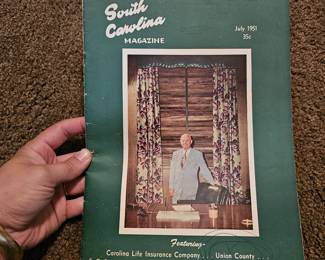 South
Carolina
MAGAZINE
July, 1951
35c
Featuring-
Carolina Life Insurance Company . . . Union County . . .